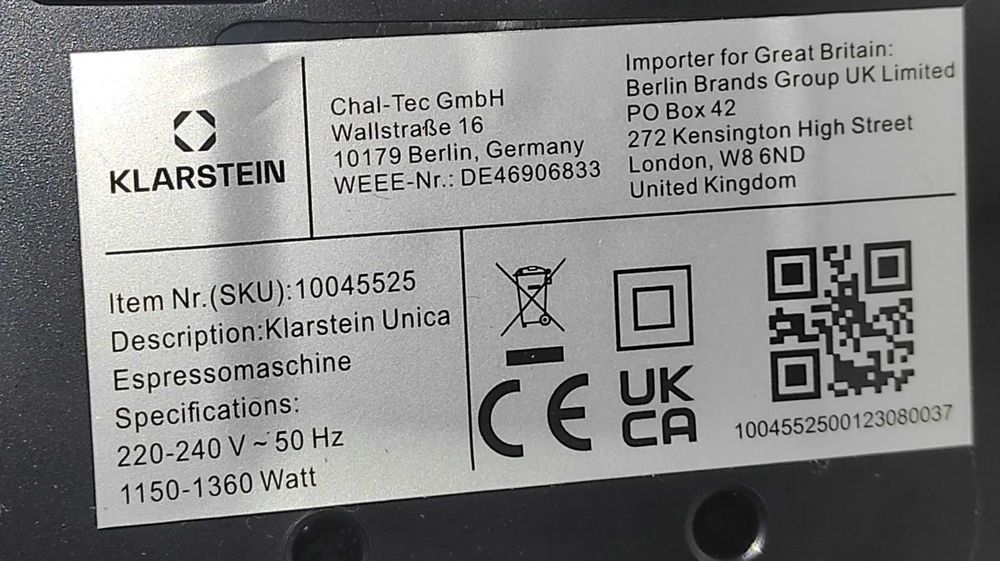 KLARSTEIN
Chal-Tec GmbH
Wallstraße 16
10179 Berlin, Germany
WEEE-Nr.: DE46906833
Importer for Great Britain:
Berlin Brands Group UK Limited
PO Box 42
272 Kensington High Street
London, W8 6ND
United Kingdom
Item Nr.(SKU):10045525
Description:Klarstein Unica
Espressomaschine
Specifications:
220-240 V ~ 50 Hz
1150-1360 Watt
CE
UK
CA
1004552500123080037